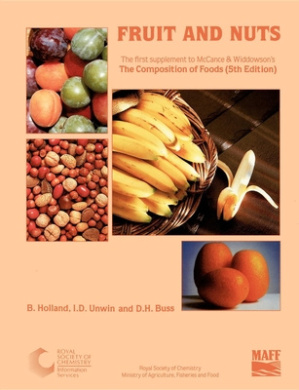 FRUIT AND NUTS
The first supplement to McCance & Widdowson's
The Composition of Foods (5th Edition)
B. Holland, I.D. Unwin and D.H. Buss
ROYAL
SOCIETY OF
CHEMISTRY
Information
Services
Royal Society of Chemistry
Ministry of Agriculture, Fisheries and Food
MAFF